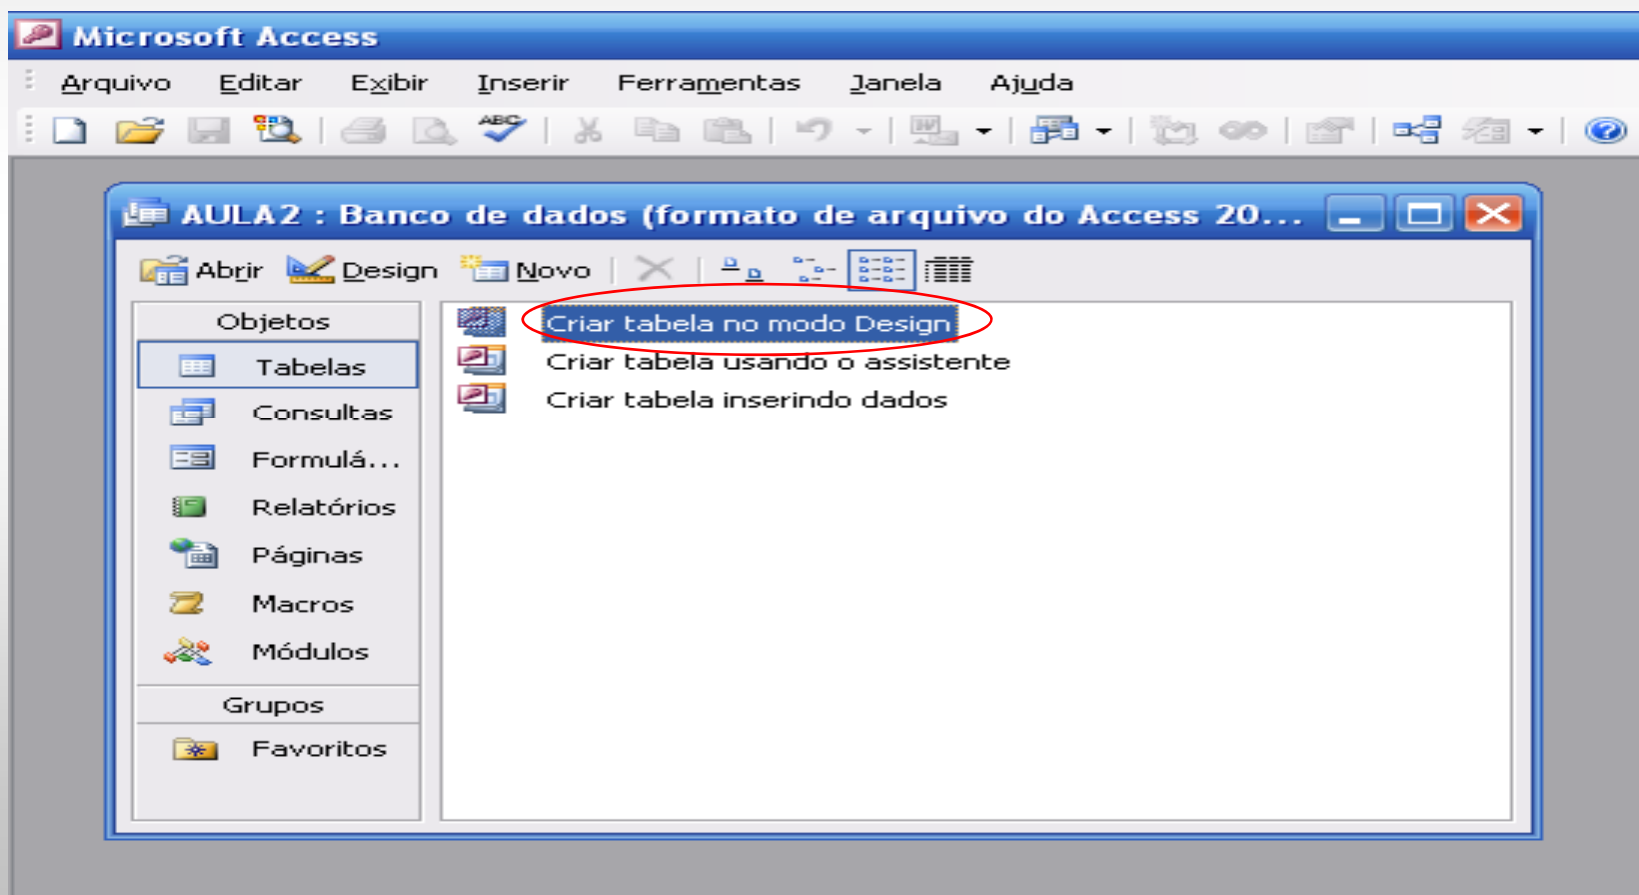 Microsoft Access
Arquivo Editar Exibir Inserir Ferramentas Janela Ajuda
ABC
AULA2 : Banco de dados (formato de arquivo do Access 20...
Abrir Design Novo
Objetos
Tabelas
Consultas
Formulá...
Relatórios
Páginas
Macros
Módulos
Grupos
Favoritos
Criar tabela no modo Design
Criar tabela usando o assistente
Criar tabela inserindo dados